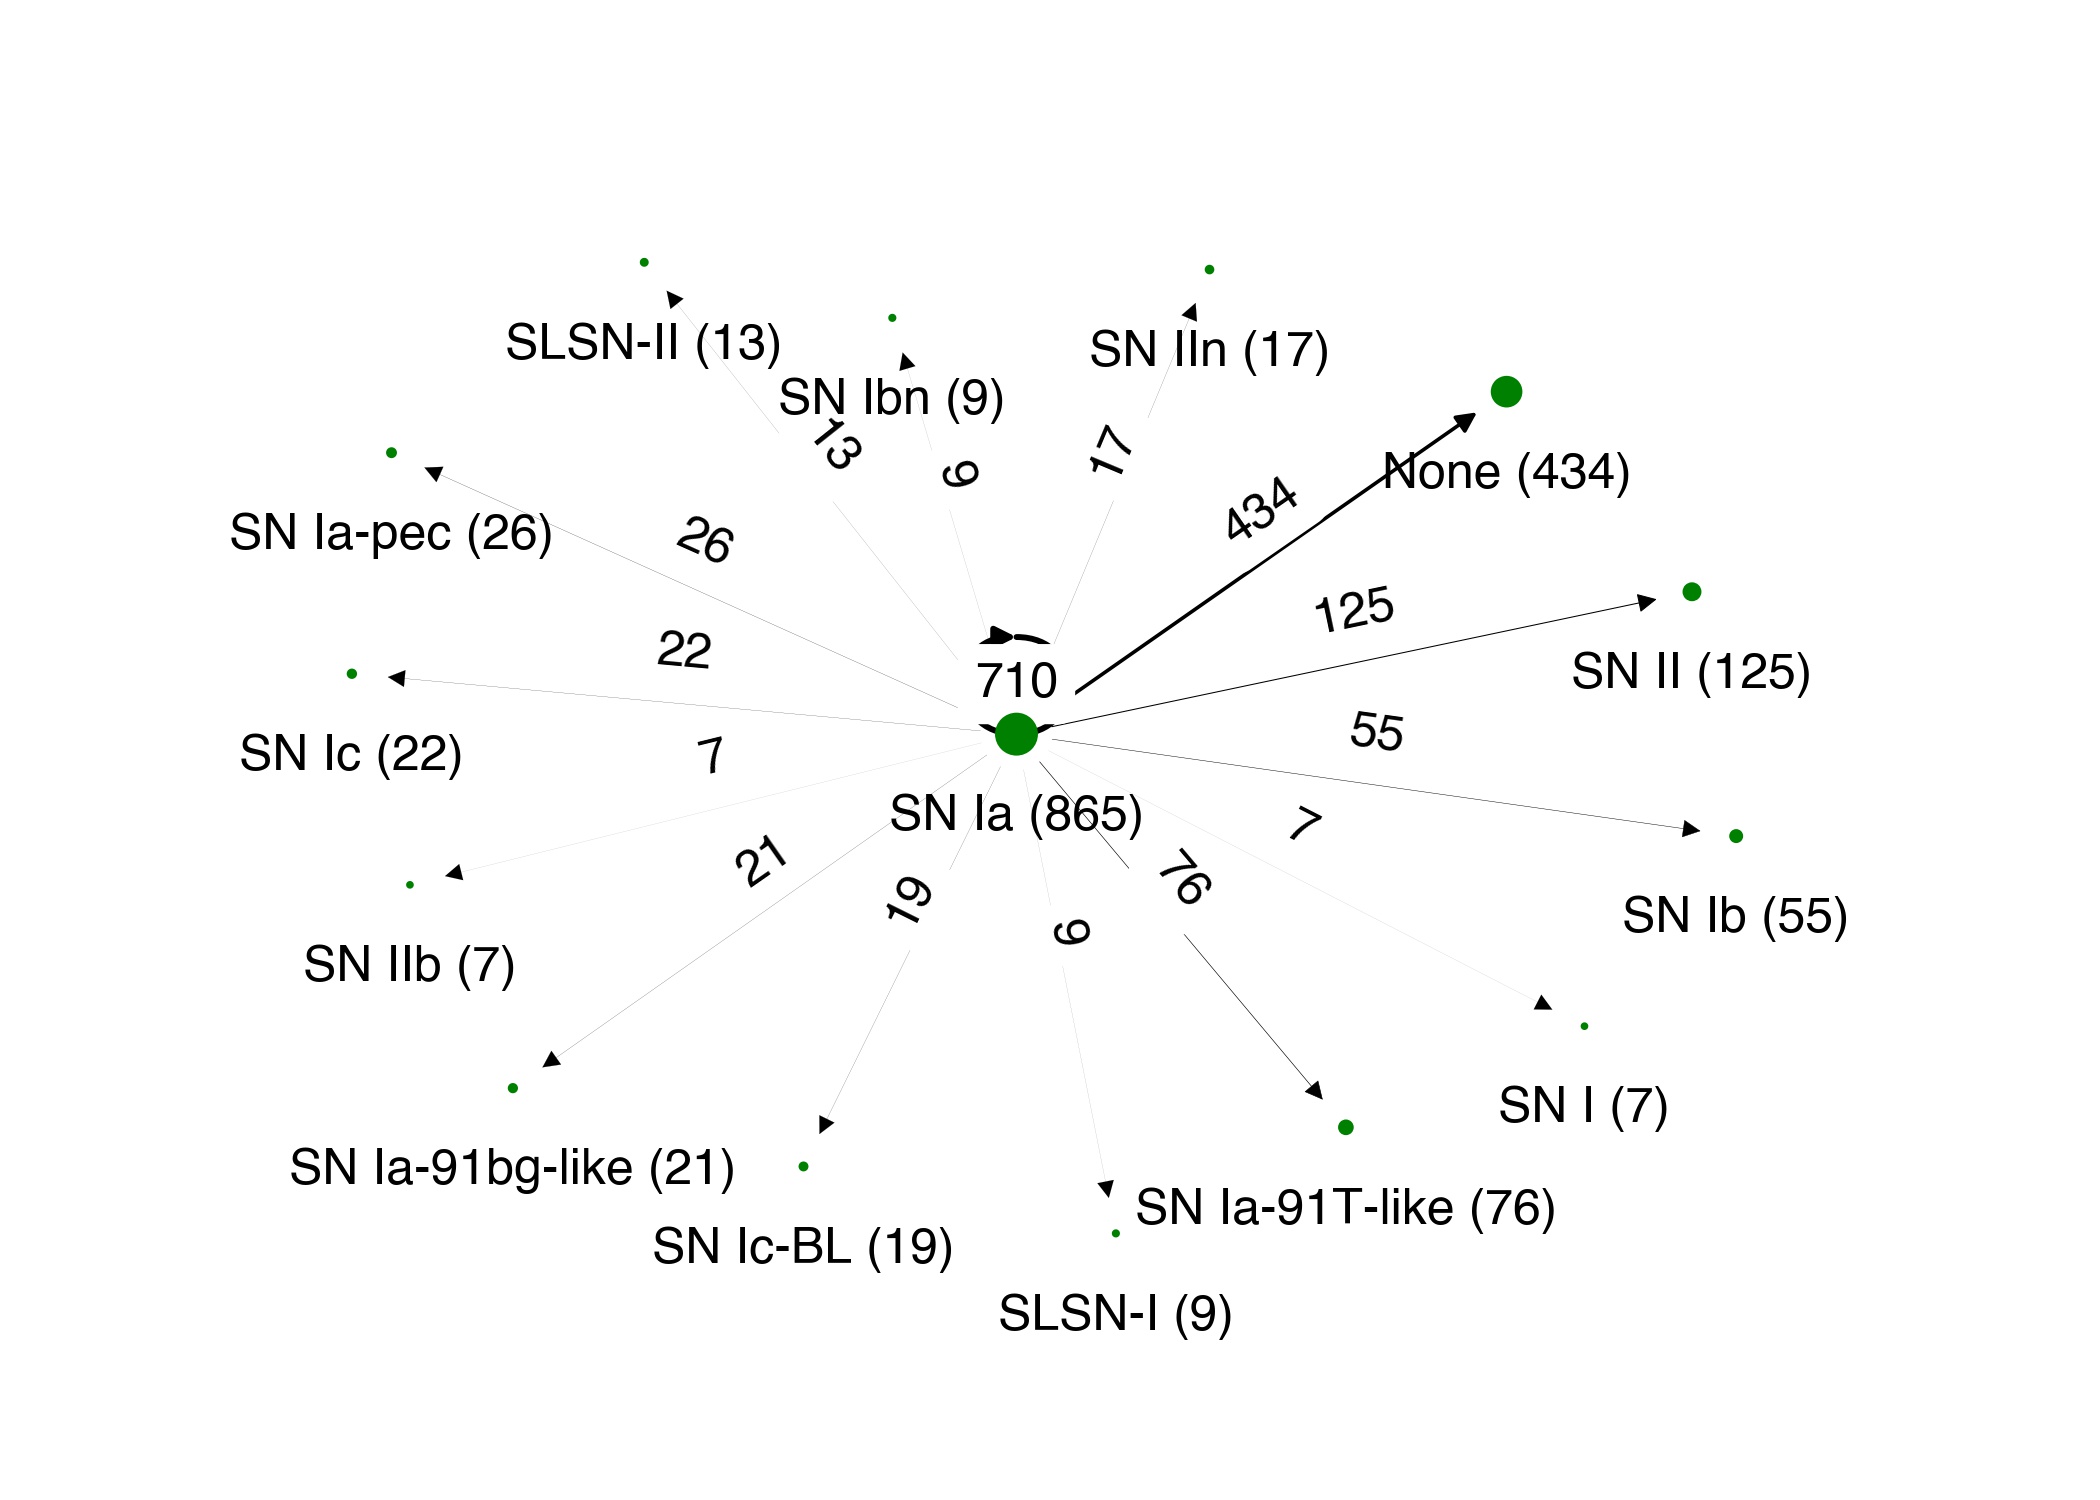 SLSN-II (13)
SN Ibn (9)
SN IIn (17)
13
9
17
None (434)
434
SN Ia-pec (26)
26
125
22
SN II (125)
710
SN Ic (22)
7
55
SN Ia (865)
7
SN Ib (55)
21
19
76
9
SN IIb (7)
SN I (7)
SN Ia-91bg-like (21)
SN Ia-91T-like (76)
SN Ic-BL (19)
SLSN-I (9)